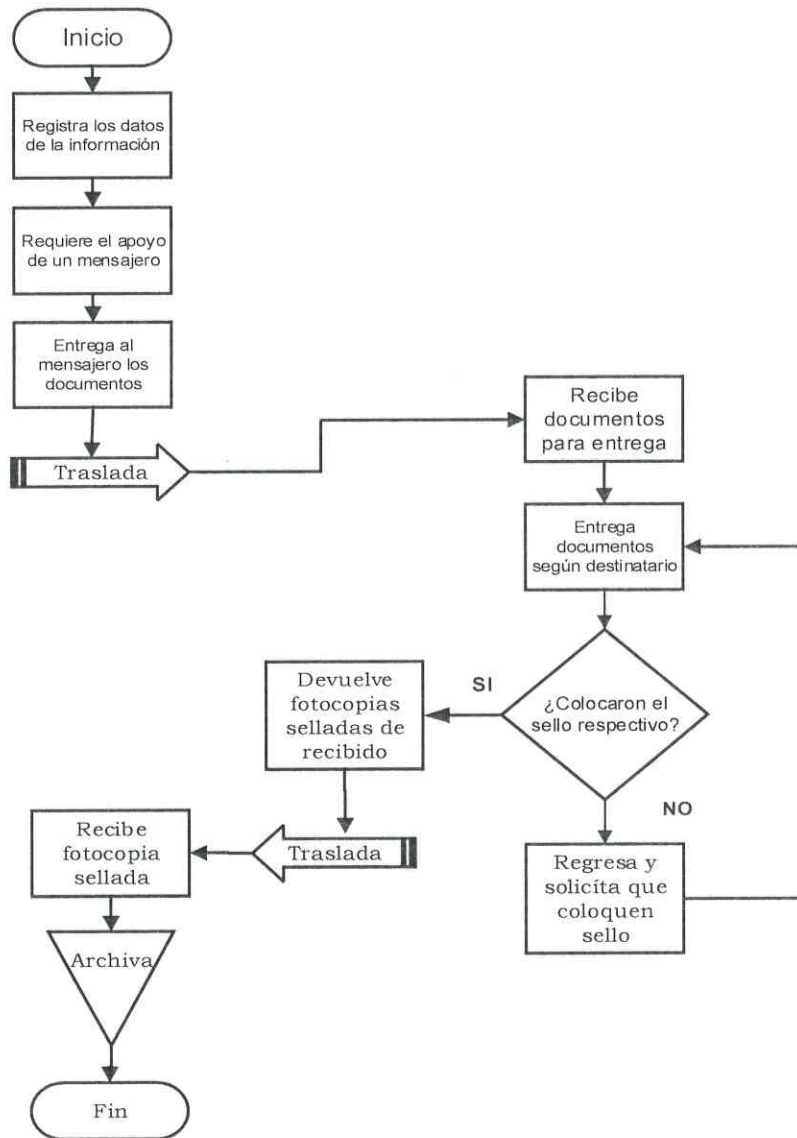 Inicio
Registra los datos
de la información
Requiere el apoyo
de un mensajero
Entrega al
mensajero los
documentos
Traslada
Recibe
documentos
para entrega
Entrega
documentos
según destinatario
¿Colocaron el
sello respectivo?
SI
NO
Devuelve
fotocopias
selladas de
recibido
Regresa y
solicíta que
coloquen
sello
Traslada
Recibe
fotocopia
sellada
Archiva
Fin